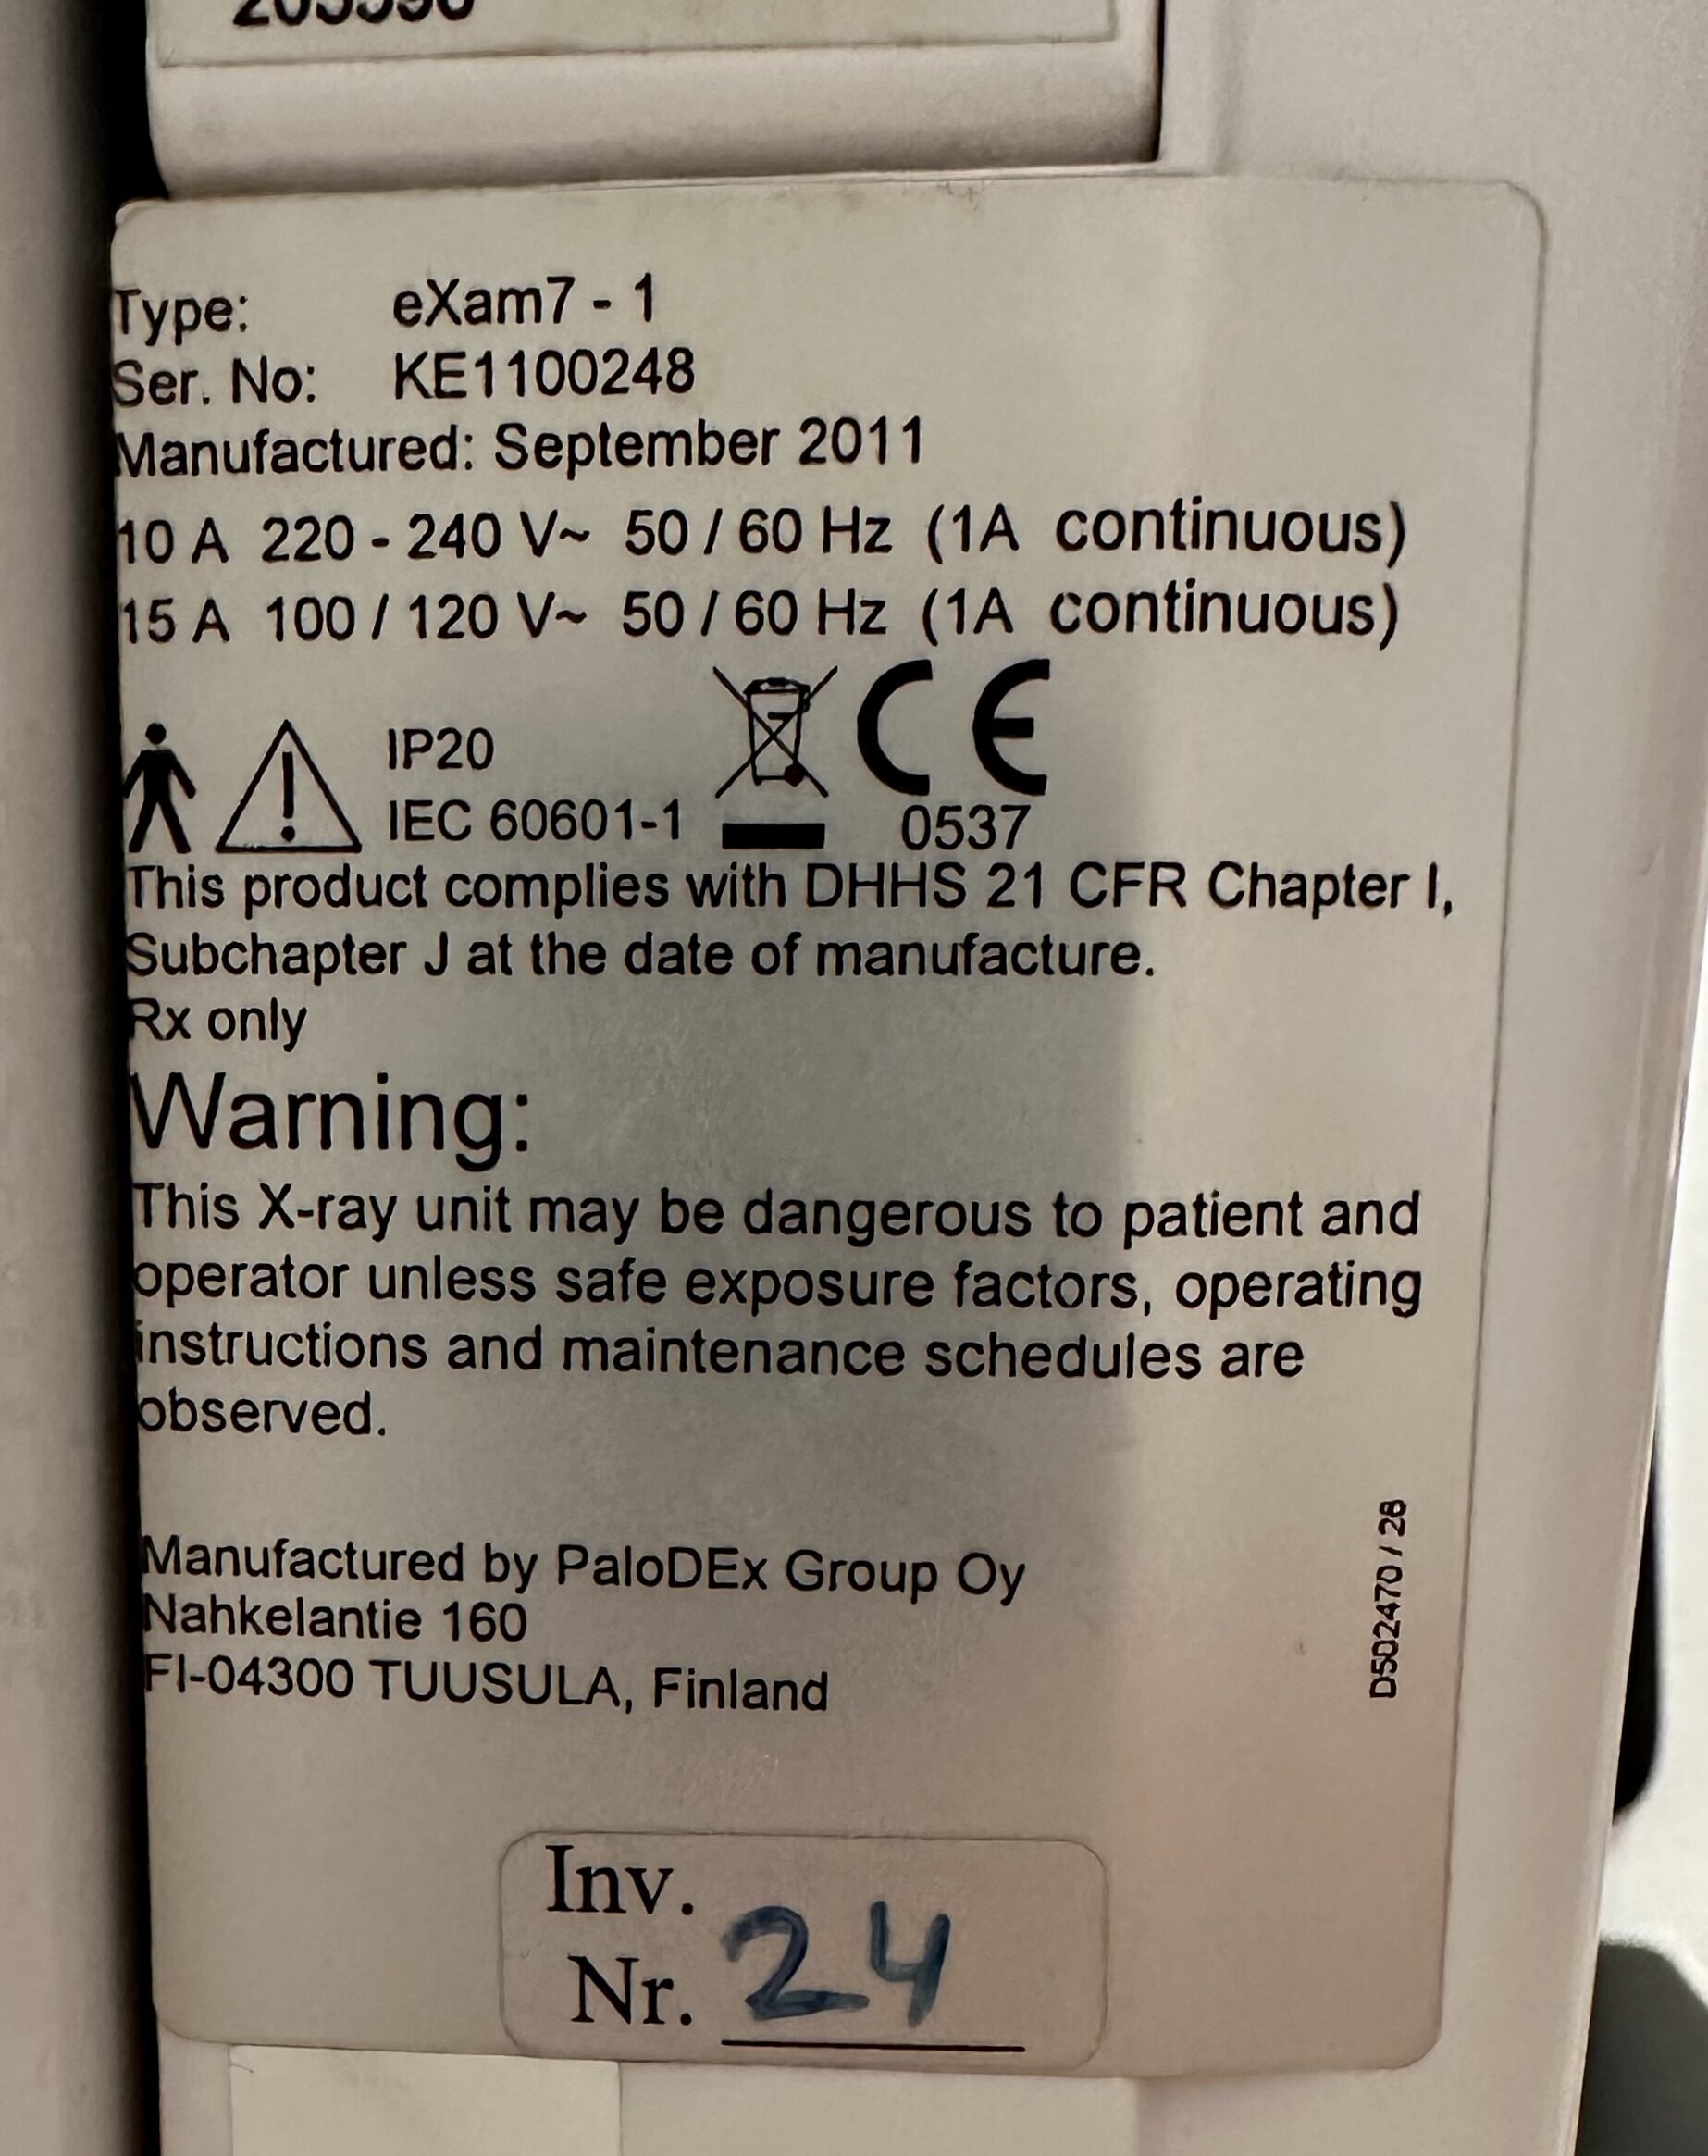 Type: eXam7 - 1
Ser. No: KE1100248
Manufactured: September 2011
10 A 220 - 240 V~ 50 / 60 Hz (1A continuous)
15 A 100 / 120 V~ 50 / 60 Hz (1A continuous)
IP20
IEC 60601-1
CE
0537
This product complies with DHHS 21 CFR Chapter I,
Subchapter J at the date of manufacture.
Rx only
Warning:
This X-ray unit may be dangerous to patient and
operator unless safe exposure factors, operating
instructions and maintenance schedules are
observed.
Manufactured by PaloDEx Group Oy
Nahkelantie 160
FI-04300 TUUSULA, Finland
D502470 / 28
Inv.
Nr. 24